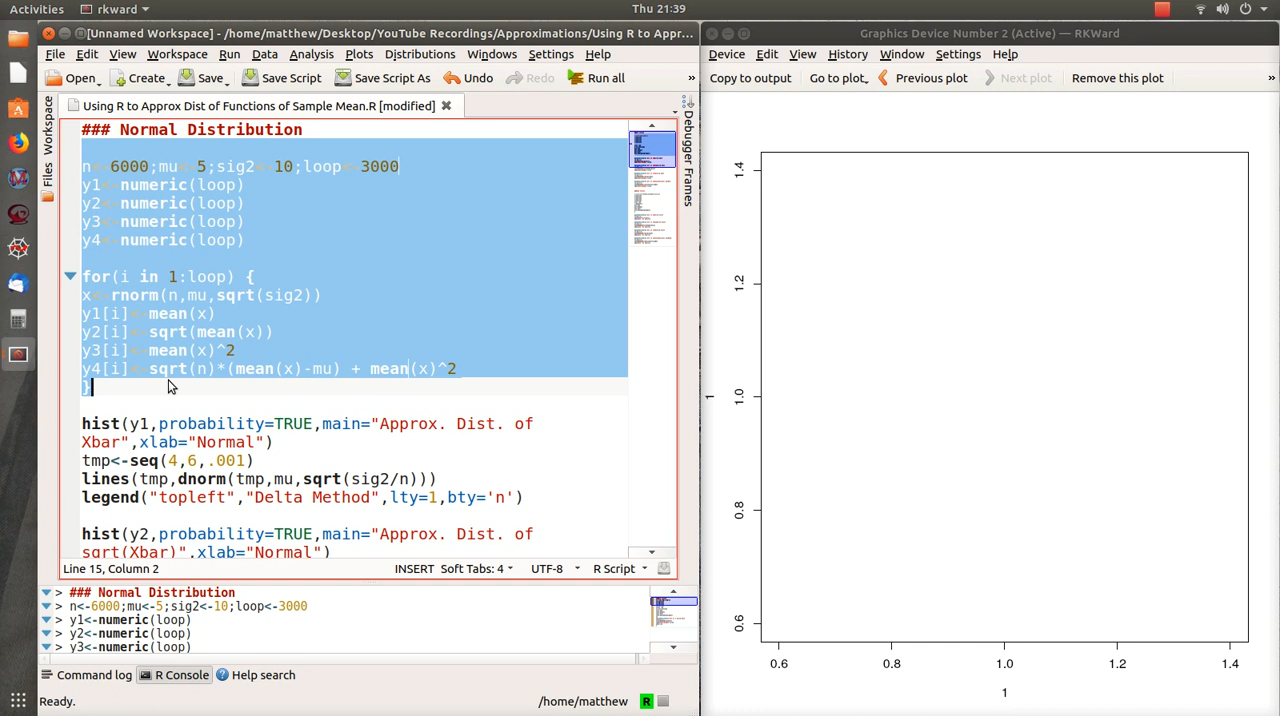 Activities rkward Thu 21:39
[Unnamed Workspace] - /home/matthew/Desktop/YouTube Recordings/Approximations/Using R to Appr...
File Edit View Workspace Run Data Analysis Plots Distributions Windows Settings Help
Open Create Save Save Script Save Script As Undo Redo Run all »
Using R to Approx Dist of Functions of Sample Mean.R [modified]
Files Workspace
Debugger Frames
### Normal Distribution
n<-6000;mu<-5;sig2<-10;loop<-3000
y1<-numeric(loop)
y2<-numeric(loop)
y3<-numeric(loop)
y4<-numeric(loop)
for(i in 1:loop) {
x<-rnorm(n,mu,sqrt(sig2))
y1[i]<-mean(x)
y2[i]<-sqrt(mean(x))
y3[i]<-mean(x)^2
y4[i]<-sqrt(n)*(mean(x)-mu) + mean(x)^2
}
hist(y1,probability=TRUE,main="Approx. Dist. of
Xbar",xlab="Normal")
tmp<-seq(4,6,.001)
lines(tmp,dnorm(tmp,mu,sqrt(sig2/n)))
legend("topleft","Delta Method",lty=1,bty='n')
hist(y2,probability=TRUE,main="Approx. Dist. of
sqrt(Xbar)",xlab="Normal")
Line 15, Column 2 INSERT Soft Tabs: 4 UTF-8 R Script
> ### Normal Distribution
> n<-6000;mu<-5;sig2<-10;loop<-3000
> y1<-numeric(loop)
> y2<-numeric(loop)
> y3<-numeric(loop)
Command log R Console Help search
Ready. /home/matthew R
Graphics Device Number 2 (Active) — RKWard
Device Edit View History Window Settings Help
Copy to output Go to plot, Previous plot Next plot Remove this plot »
1.4
1.2
1.0
0.8
0.6
1
0.6 0.8 1.0 1.2 1.4
1